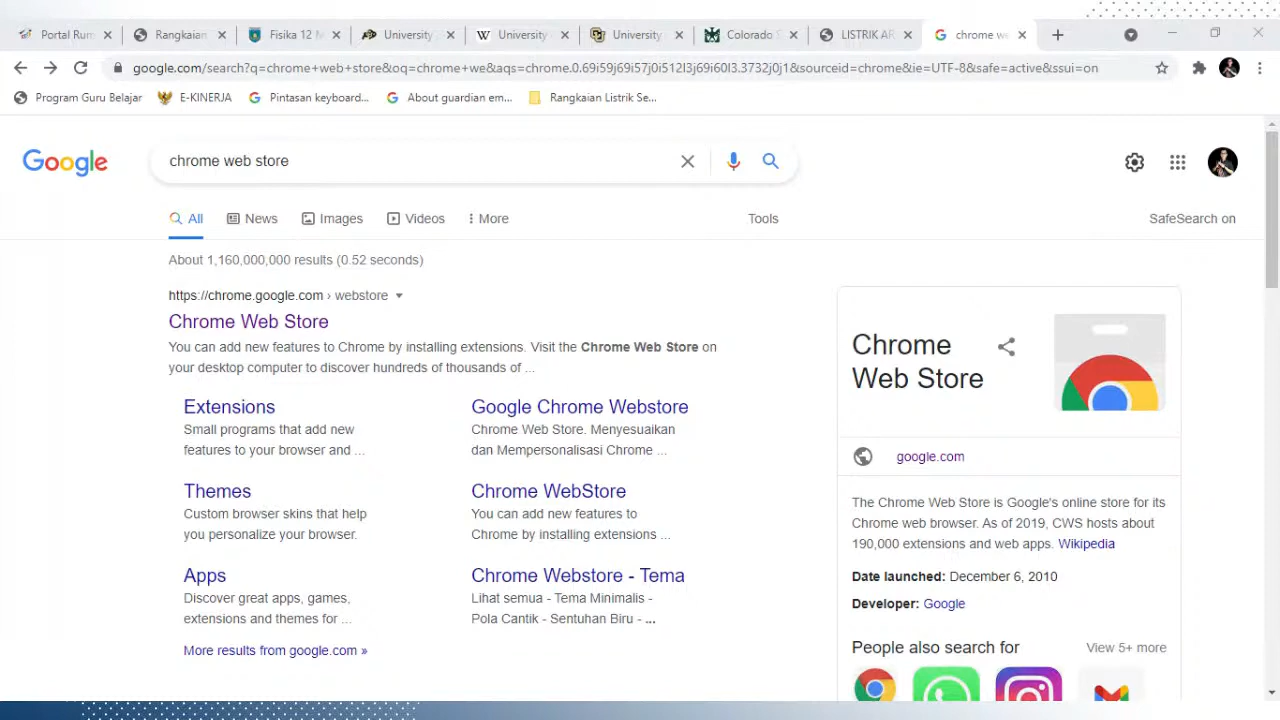 Portal Rum
Rangkaian
Fisika 12 M
University
University
University
Colorado S
LISTRIK AR
chrome we
google.com/search?q=chrome+web+store&oq=chrome+we&aqs=chrome.0.69i59j69i57j0i512l3j69i60l3.3732j0j1&sourceid=chrome&ie=UTF-8&safe=active&ssui=on
Program Guru Belajar
E-KINERJA
Pintasan keyboard...
About guardian em...
Rangkaian Listrik Se...
Google
chrome web store
All
News
Images
Videos
More
Tools
SafeSearch on
About 1,160,000,000 results (0.52 seconds)
https://chrome.google.com › webstore
Chrome Web Store
You can add new features to Chrome by installing extensions. Visit the Chrome Web Store on
your desktop computer to discover hundreds of thousands of ...
Extensions
Small programs that add new
features to your browser and ...
Google Chrome Webstore
Chrome Web Store. Menyesuaikan
dan Mempersonalisasi Chrome ...
Themes
Custom browser skins that help
you personalize your browser.
Chrome WebStore
You can add new features to
Chrome by installing extensions ...
Apps
Discover great apps, games,
extensions and themes for ...
Chrome Webstore - Tema
Lihat semua - Tema Minimalis -
Pola Cantik - Sentuhan Biru - ...
More results from google.com »
Chrome
Web Store
google.com
The Chrome Web Store is Google's online store for its
Chrome web browser. As of 2019, CWS hosts about
190,000 extensions and web apps. Wikipedia
Date launched: December 6, 2010
Developer: Google
People also search for
View 5+ more